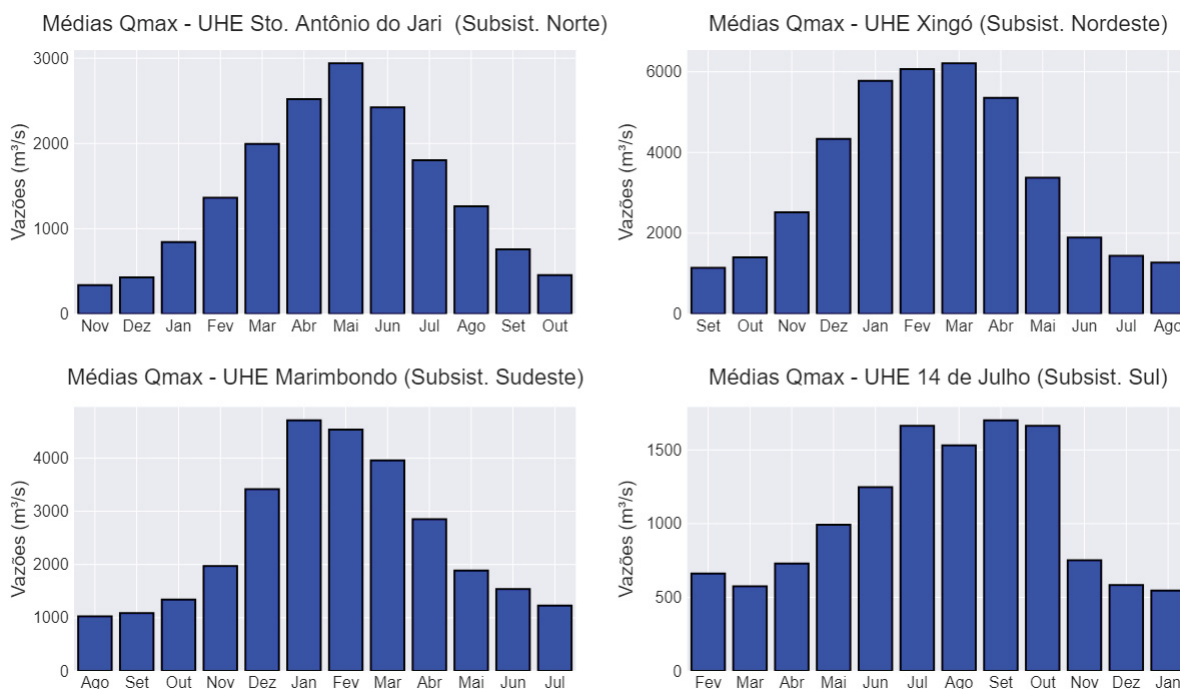 Médias Qmax - UHE Sto. Antônio do Jari  (Subsist. Norte)
Vazões (m³/s)
3000
2000
1000
0
Nov Dez Jan Fev Mar Abr Mai Jun Jul Ago Set Out
Médias Qmax - UHE Xingó (Subsist. Nordeste)
Vazões (m³/s)
6000
4000
2000
0
Set Out Nov Dez Jan Fev Mar Abr Mai Jun Jul Ago
Médias Qmax - UHE Marimbondo (Subsist. Sudeste)
Vazões (m³/s)
4000
3000
2000
1000
0
Ago Set Out Nov Dez Jan Fev Mar Abr Mai Jun Jul
Médias Qmax - UHE 14 de Julho (Subsist. Sul)
Vazões (m³/s)
1500
1000
500
0
Fev Mar Abr Mai Jun Jul Ago Set Out Nov Dez Jan